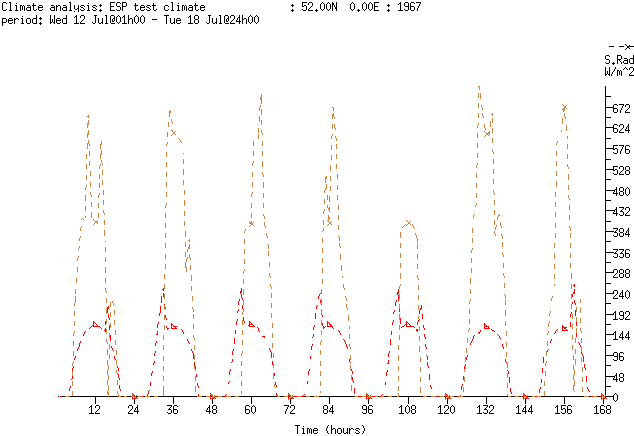 Climate analysis: ESP test climate : 52.00N 0.00E : 1967
period: Wed 12 Jul@01h00 - Tue 18 Jul@24h00
S.Rad
W/m^2
672
624
576
528
480
432
384
336
288
240
192
144
96
48
0
12 24 36 48 60 72 84 96 108 120 132 144 156 168
Time (hours)